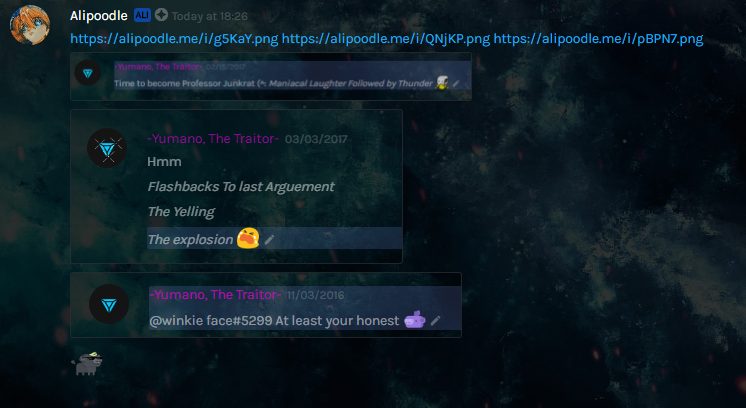 Alipoodle ALI Today at 18:26
https://alipoodle.me/i/g5KaY.png https://alipoodle.me/i/QNjKP.png https://alipoodle.me/i/pBPN7.png
-Yumano, The Traitor- 02/15/2017
Time to become Professor Junkrat ( Maniacal Laughter Followed by Thunder
-Yumano, The Traitor- 03/03/2017
Hmm
Flashbacks To last Arguement
The Yelling
The explosion
-Yumano, The Traitor- 11/03/2016
@winkie face#5299 At least your honest